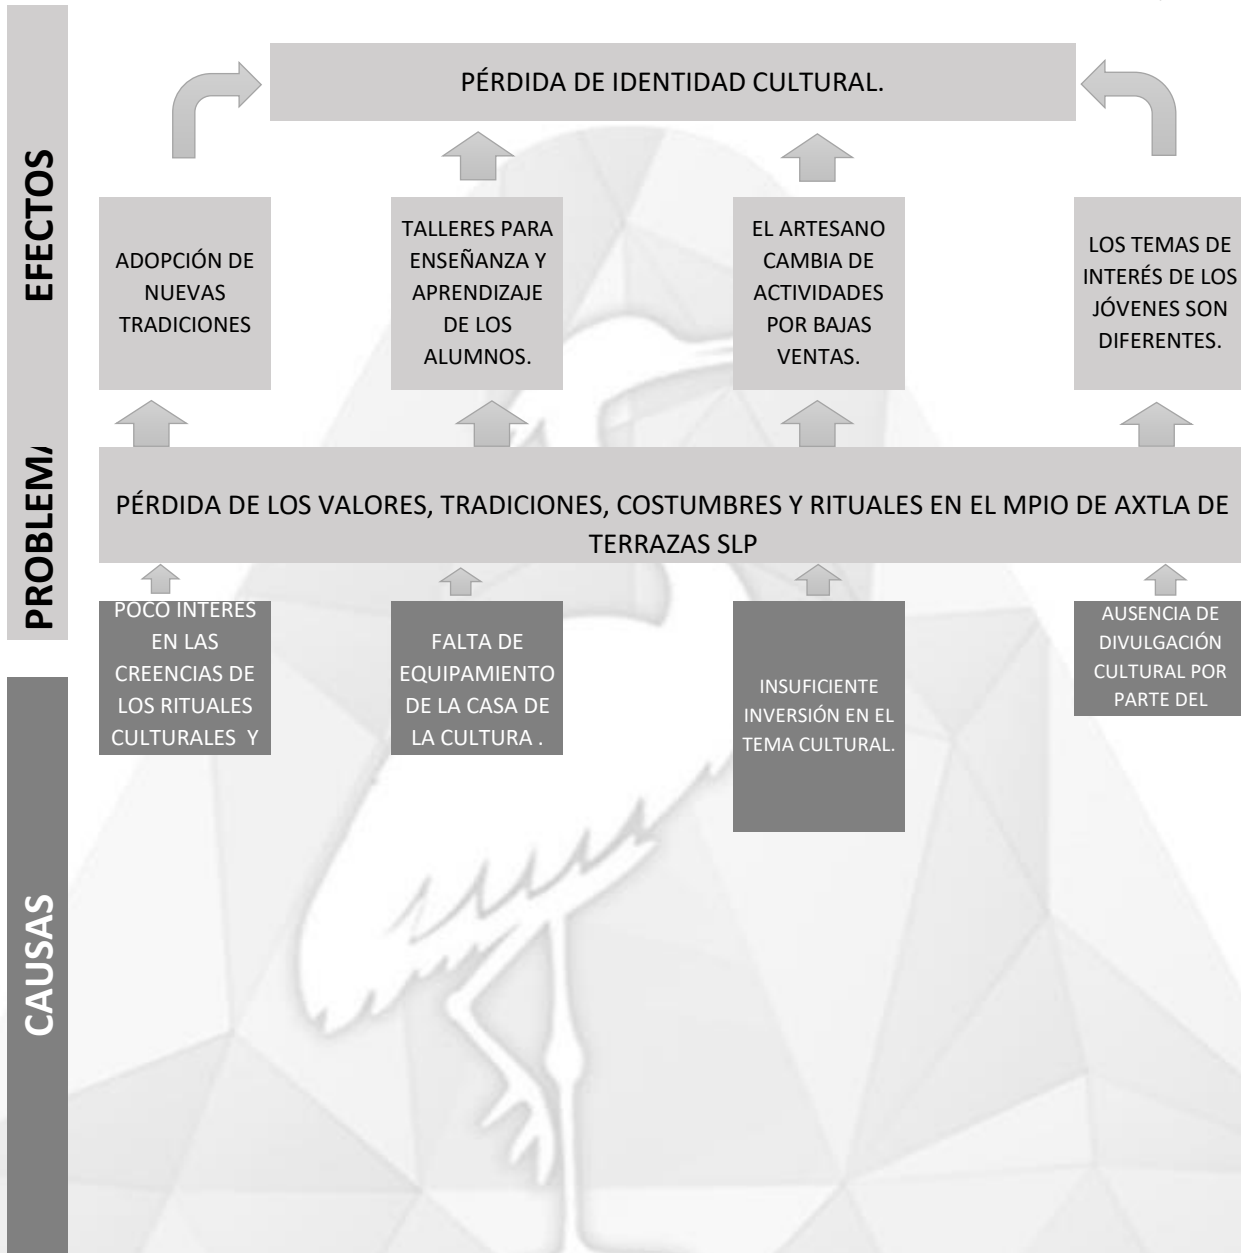 EFECTOS
PÉRDIDA DE IDENTIDAD CULTURAL.
ADOPCIÓN DE
NUEVAS
TRADICIONES
TALLERES PARA
ENSEÑANZA Y
APRENDIZAJE
DE LOS
ALUMNOS.
EL ARTESANO
CAMBIA DE
ACTIVIDADES
POR BAJAS
VENTAS.
LOS TEMAS DE
INTERÉS DE LOS
JÓVENES SON
DIFERENTES.
PROBLEM
PÉRDIDA DE LOS VALORES, TRADICIONES, COSTUMBRES Y RITUALES EN EL MPIO DE AXTLA DE
TERRAZAS SLP
CAUSAS
POCO INTERES
EN LAS
CREENCIAS DE
LOS RITUALES
CULTURALES Y
FALTA DE
EQUIPAMIENTO
DE LA CASA DE
LA CULTURA .
INSUFICIENTE
INVERSIÓN EN EL
TEMA CULTURAL.
AUSENCIA DE
DIVULGACIÓN
CULTURAL POR
PARTE DEL